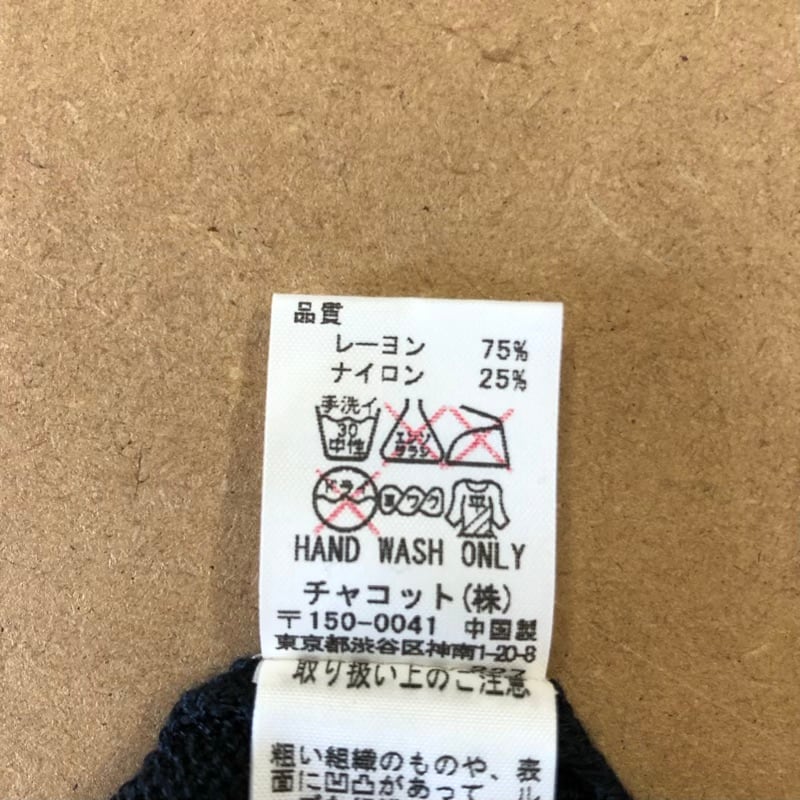 品質
レーヨン 75%
ナイロン 25%
手洗イ
30
中性
エンソ
サラシ
ドライ
ヨワク
平
HAND WASH ONLY
チャコット(株)
〒150-0041 中国製
東京都渋谷区神南1-20-8
取り扱い上のご注意
粗い組織のものや、表
面に凹凸があって、ル